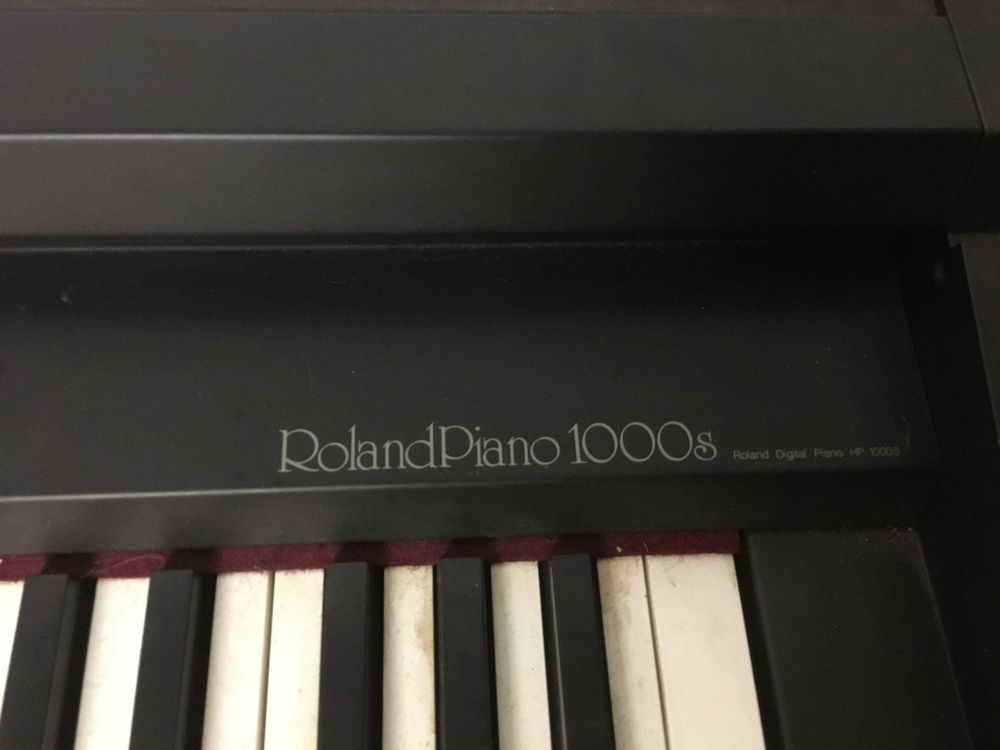 RolandPiano 1000s
Roland Digital Piano HP-1000S